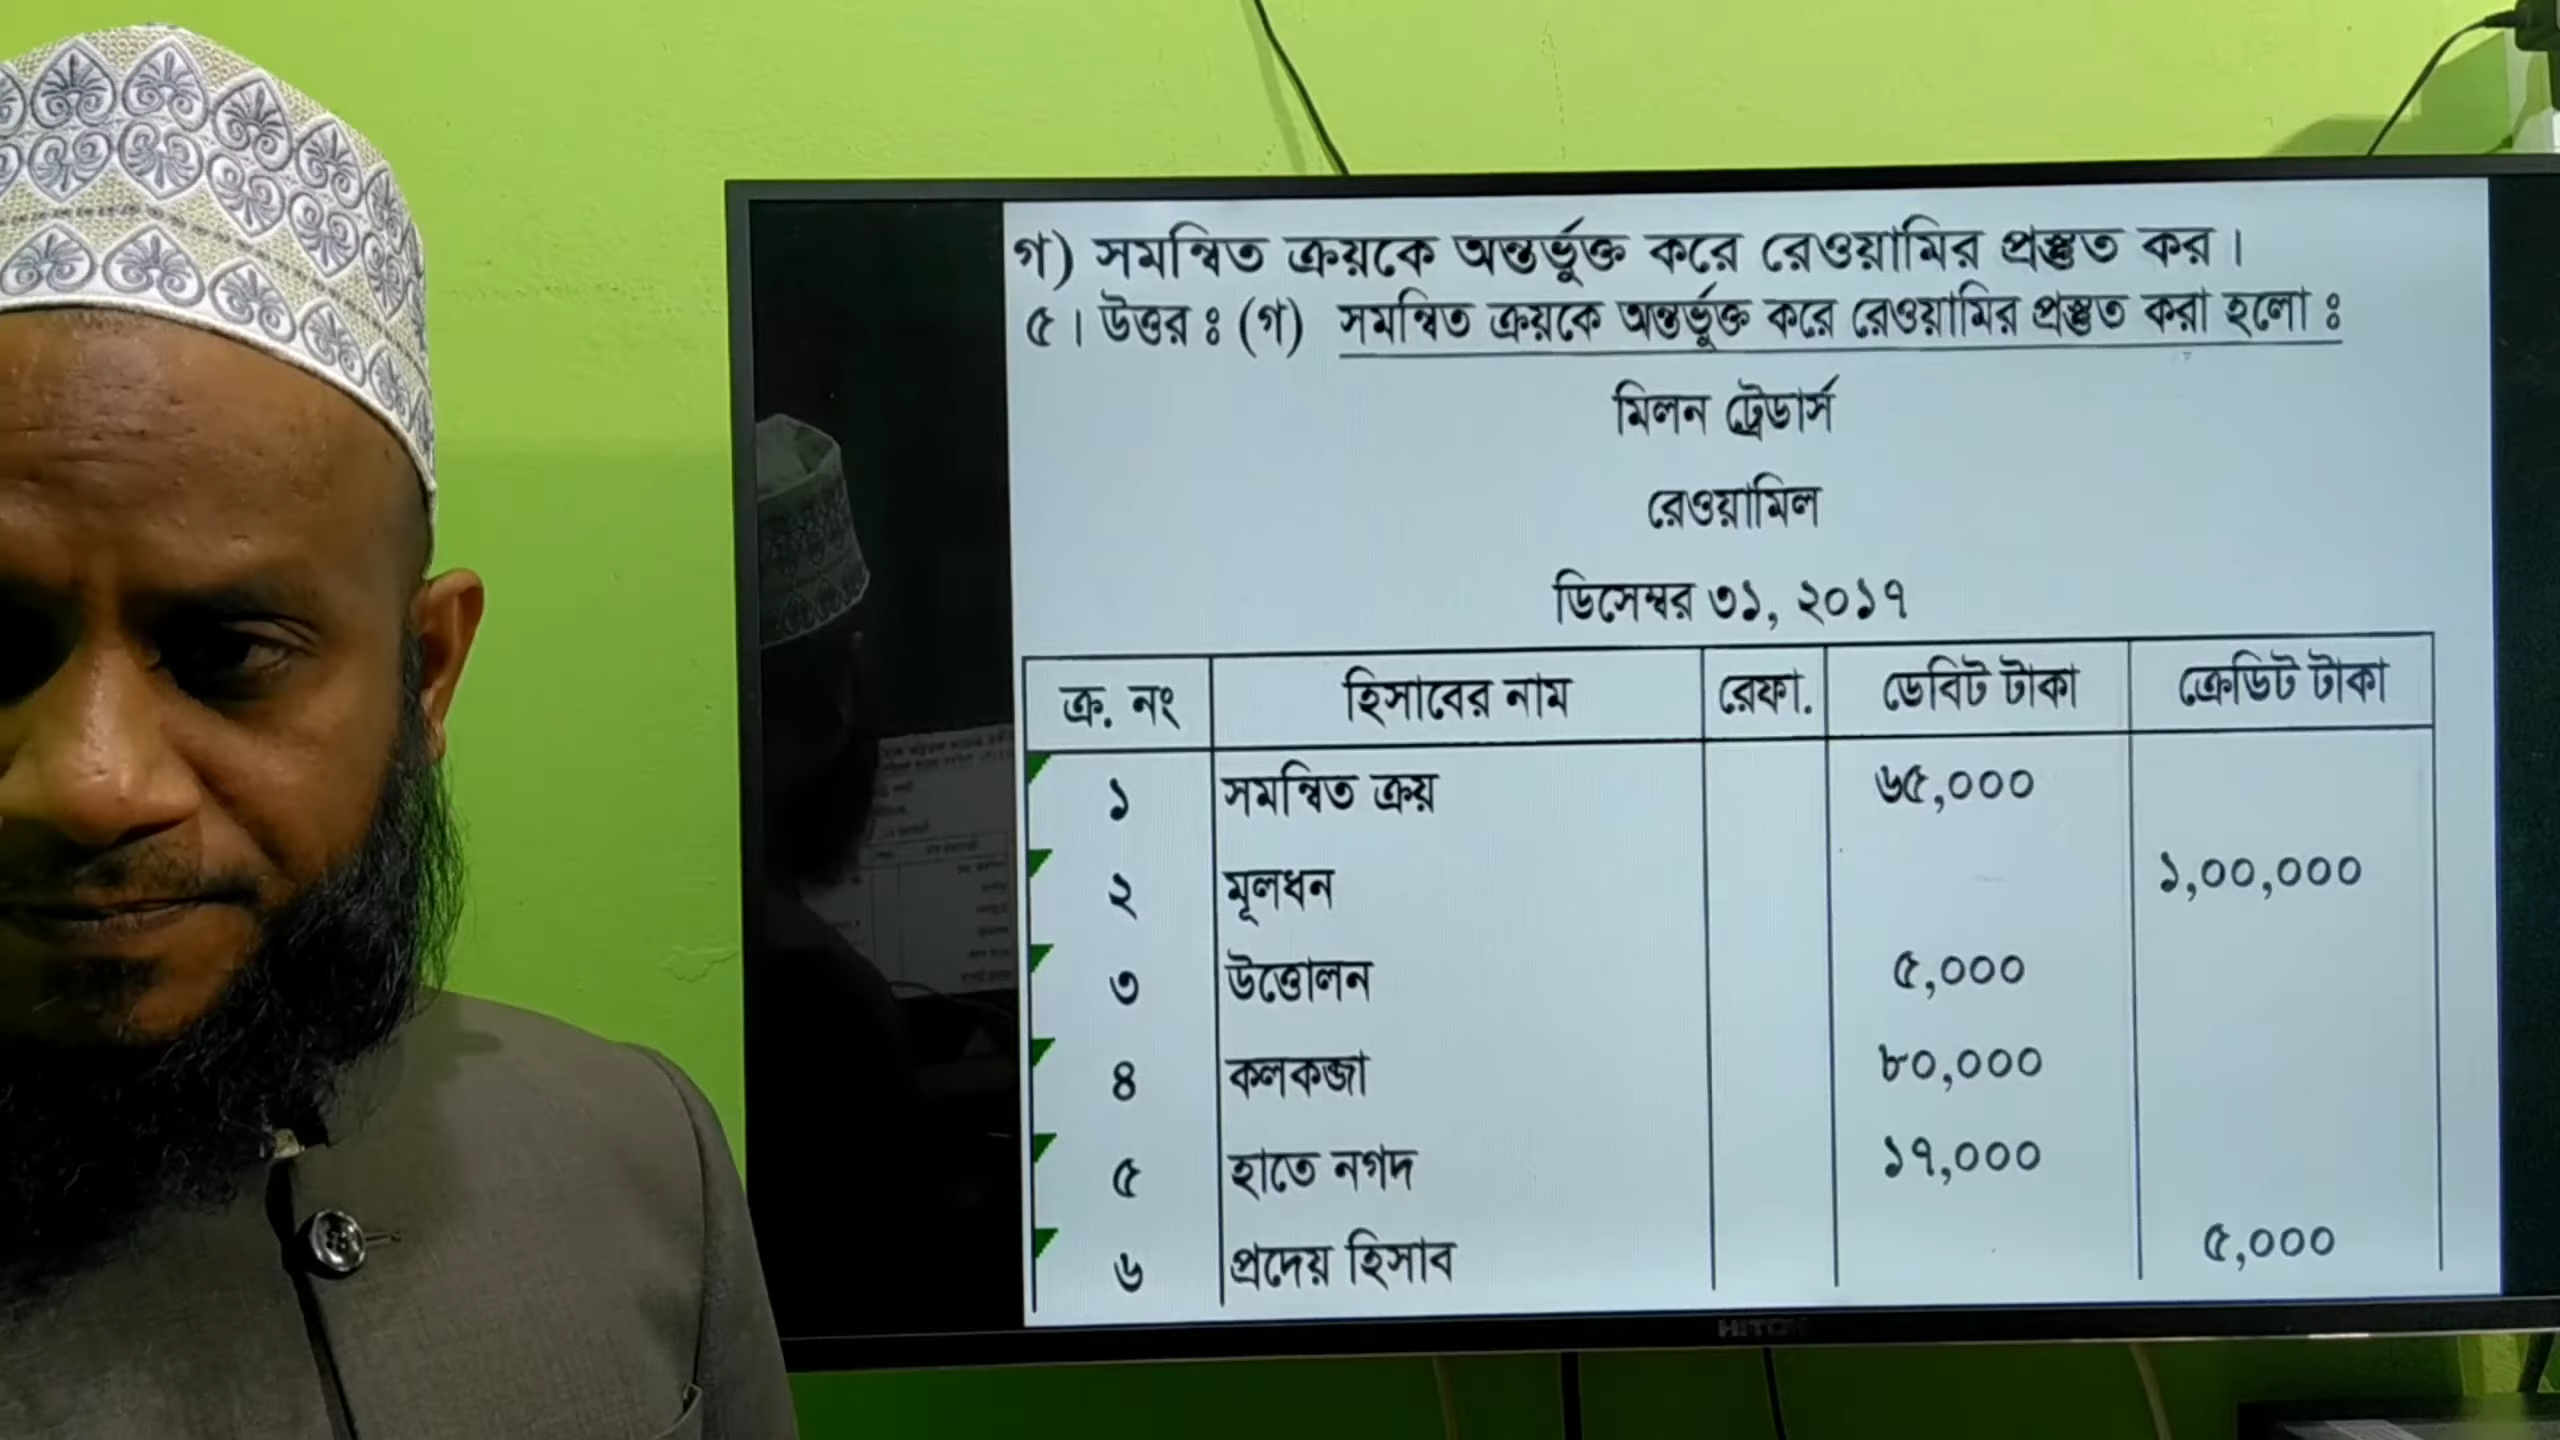 গ) সমন্বিত ক্রয়কে অন্তর্ভুক্ত করে রেওয়ামির প্রস্তুত কর।
৫। উত্তর ঃ (গ) সমন্বিত ক্রয়কে অন্তর্ভুক্ত করে রেওয়ামির প্রস্তুত করা হলো ঃ
মিলন ট্রেডার্স
রেওয়ামিল
ডিসেম্বর ৩১, ২০১৭
ক্র. নং হিসাবের নাম রেফা. ডেবিট টাকা ক্রেডিট টাকা
১ সমন্বিত ক্রয় ৬৫,০০০
২ মূলধন ১,০০,০০০
৩ উত্তোলন ৫,০০০
৪ কলকব্জা ৮০,০০০
৫ হাতে নগদ ১৭,০০০
৬ প্রদেয় হিসাব ৫,০০০